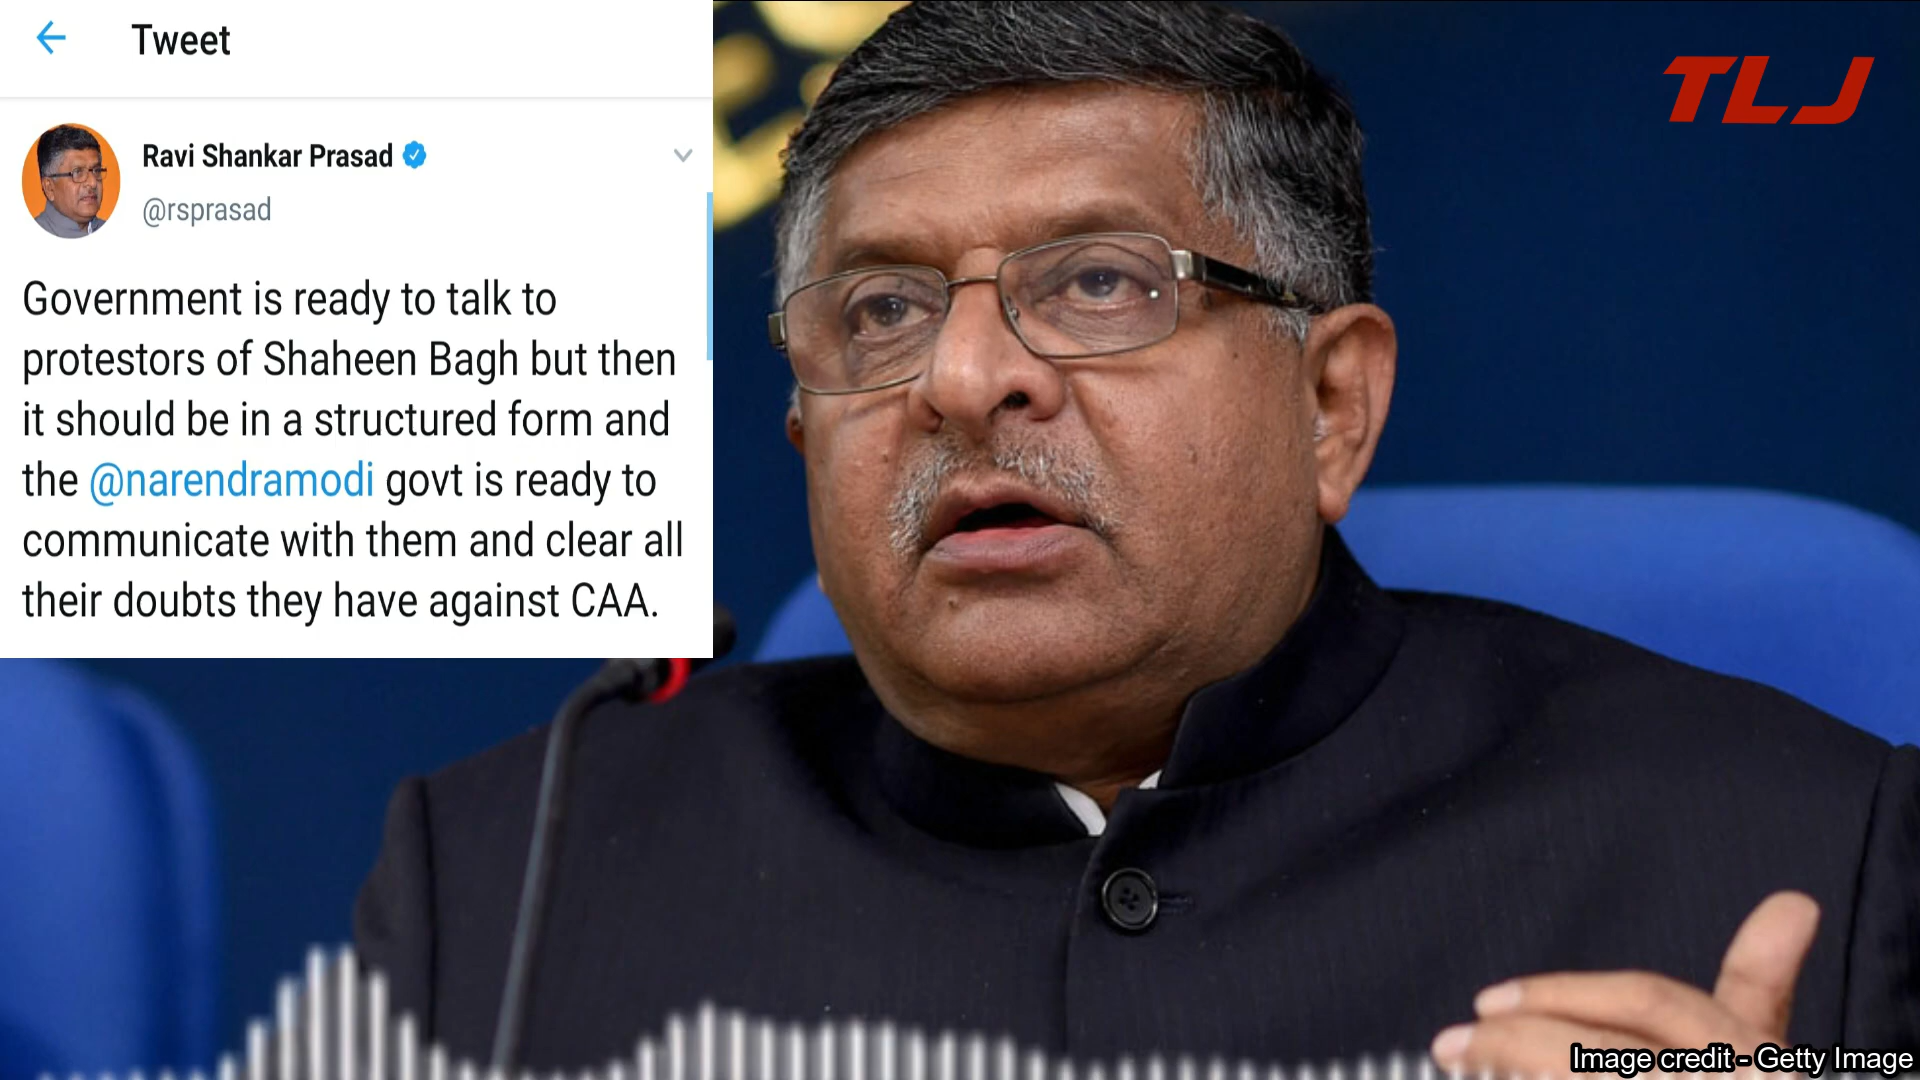 Tweet
TLJ
Ravi Shankar Prasad
@rsprasad
Government is ready to talk to
protestors of Shaheen Bagh but then
it should be in a structured form and
the @narendramodi govt is ready to
communicate with them and clear all
their doubts they have against CAA.
Image credit - Getty Image